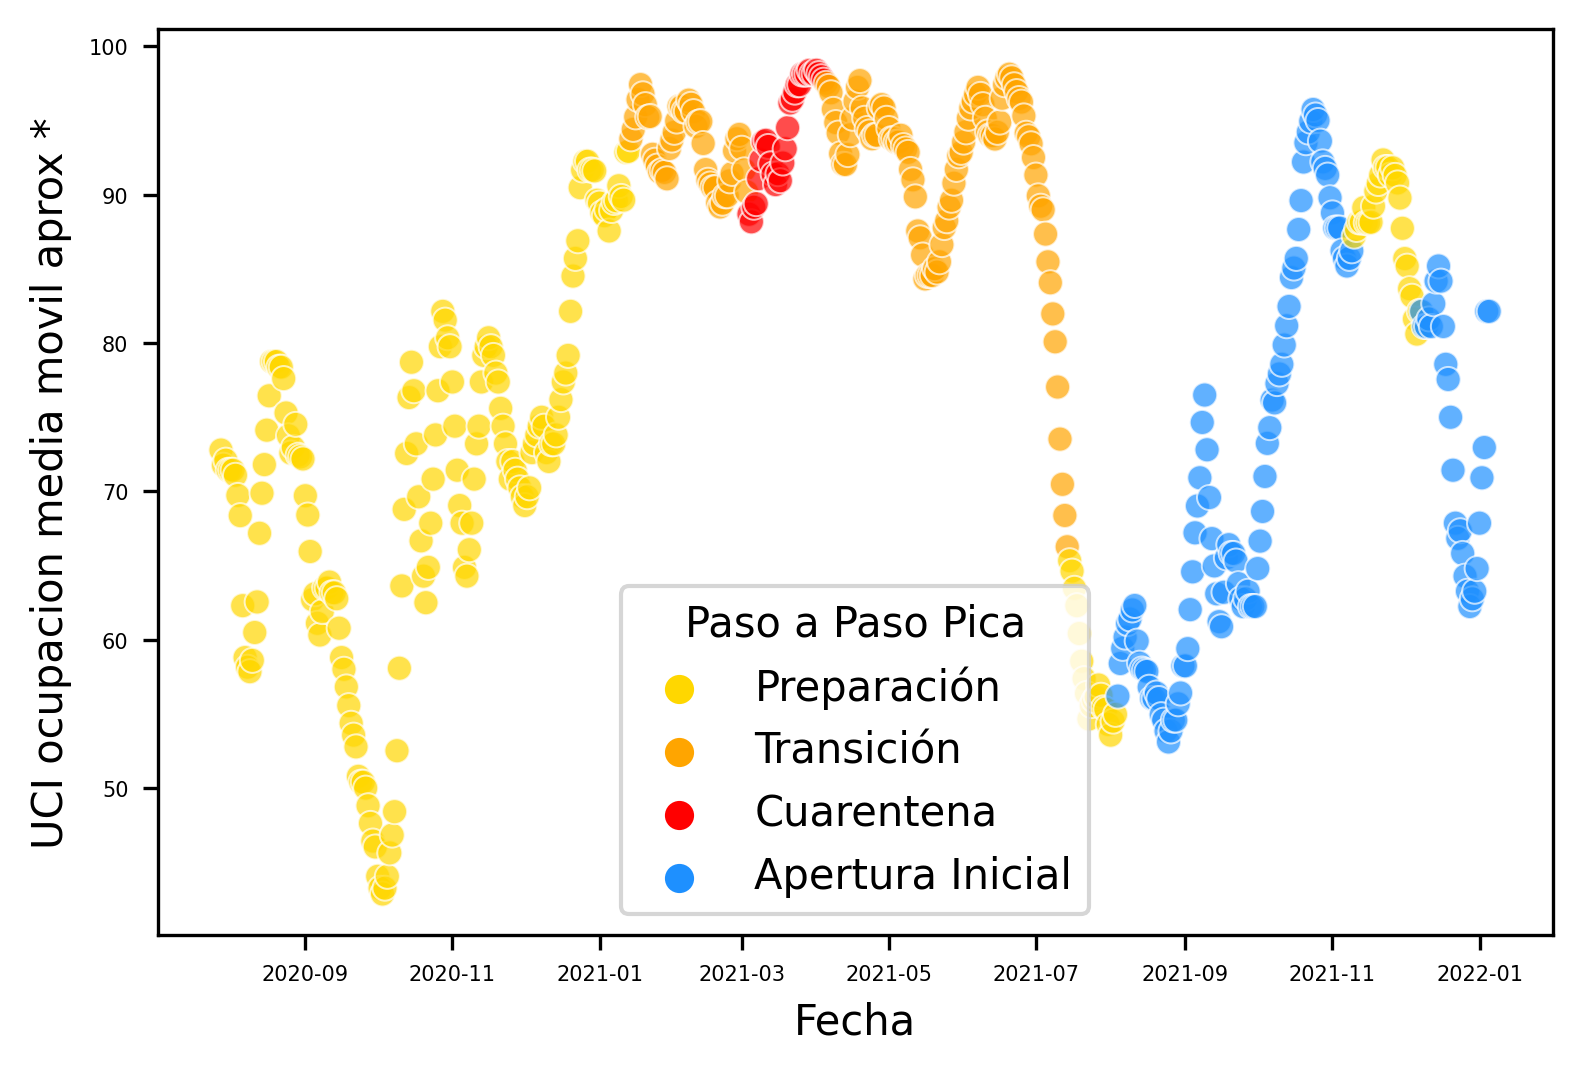 UCI ocupacion media movil aprox *
100
90
80
70
60
50
Paso a Paso Pica
Preparación
Transición
Cuarentena
Apertura Inicial
2020-09
2020-11
2021-01
2021-03
2021-05
2021-07
2021-09
2021-11
2022-01
Fecha